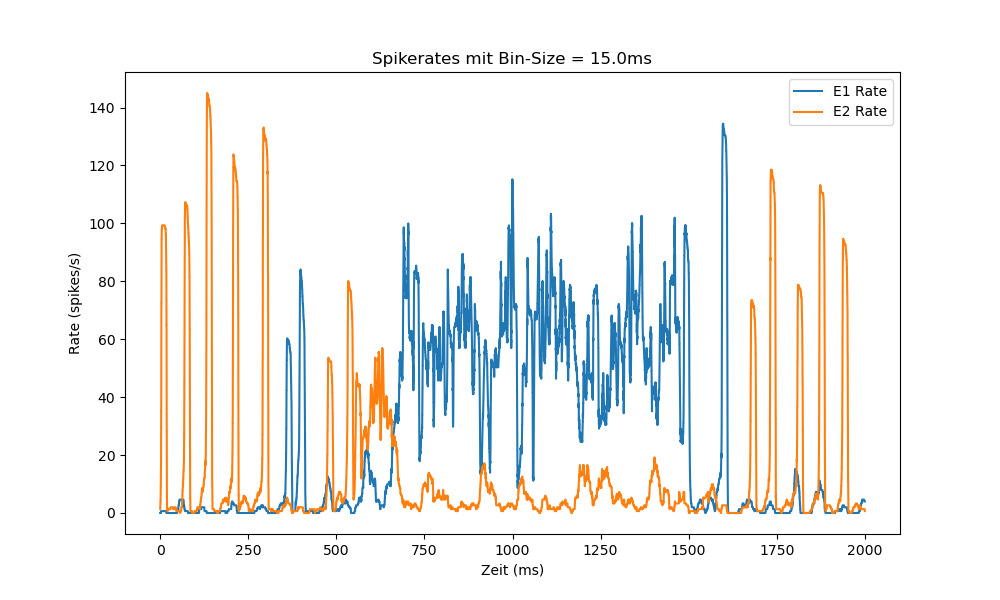 Spikerates mit Bin-Size = 15.0ms
E1 Rate
E2 Rate
Rate (spikes/s)
140
120
100
80
60
40
20
0
0 250 500 750 1000 1250 1500 1750 2000
Zeit (ms)